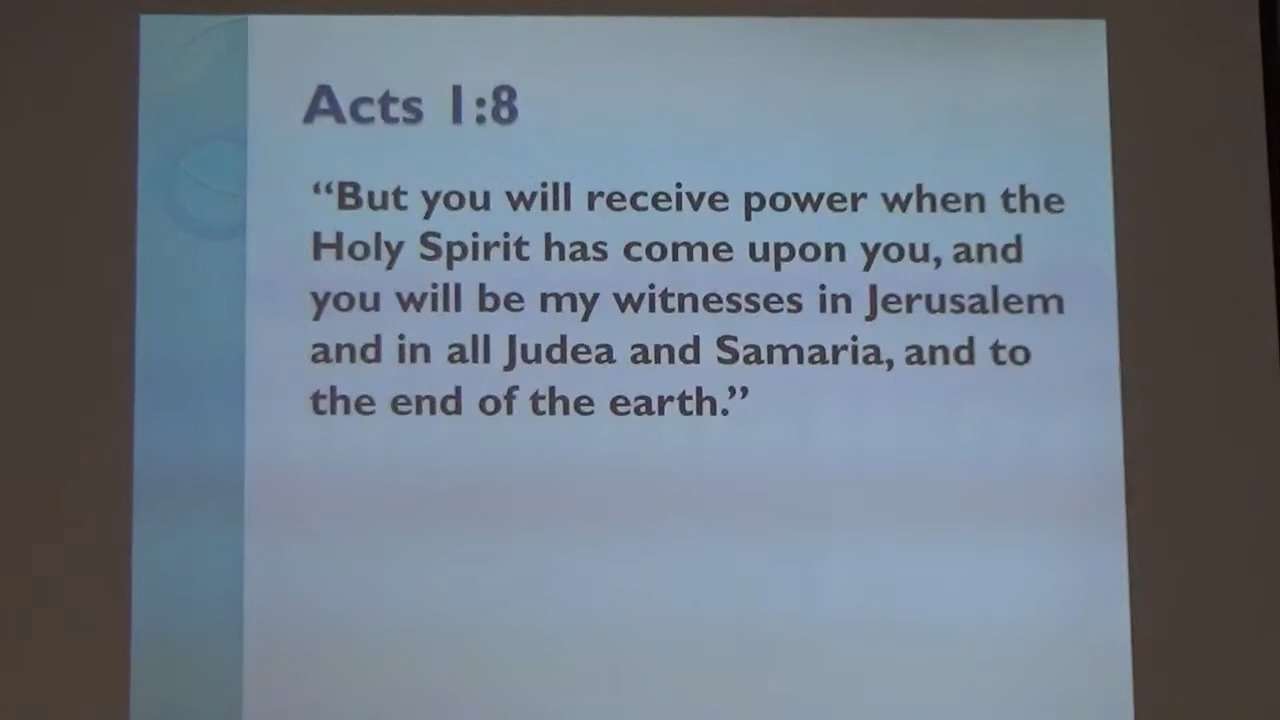 Acts 1:8
“But you will receive power when the
Holy Spirit has come upon you, and
you will be my witnesses in Jerusalem
and in all Judea and Samaria, and to
the end of the earth.”